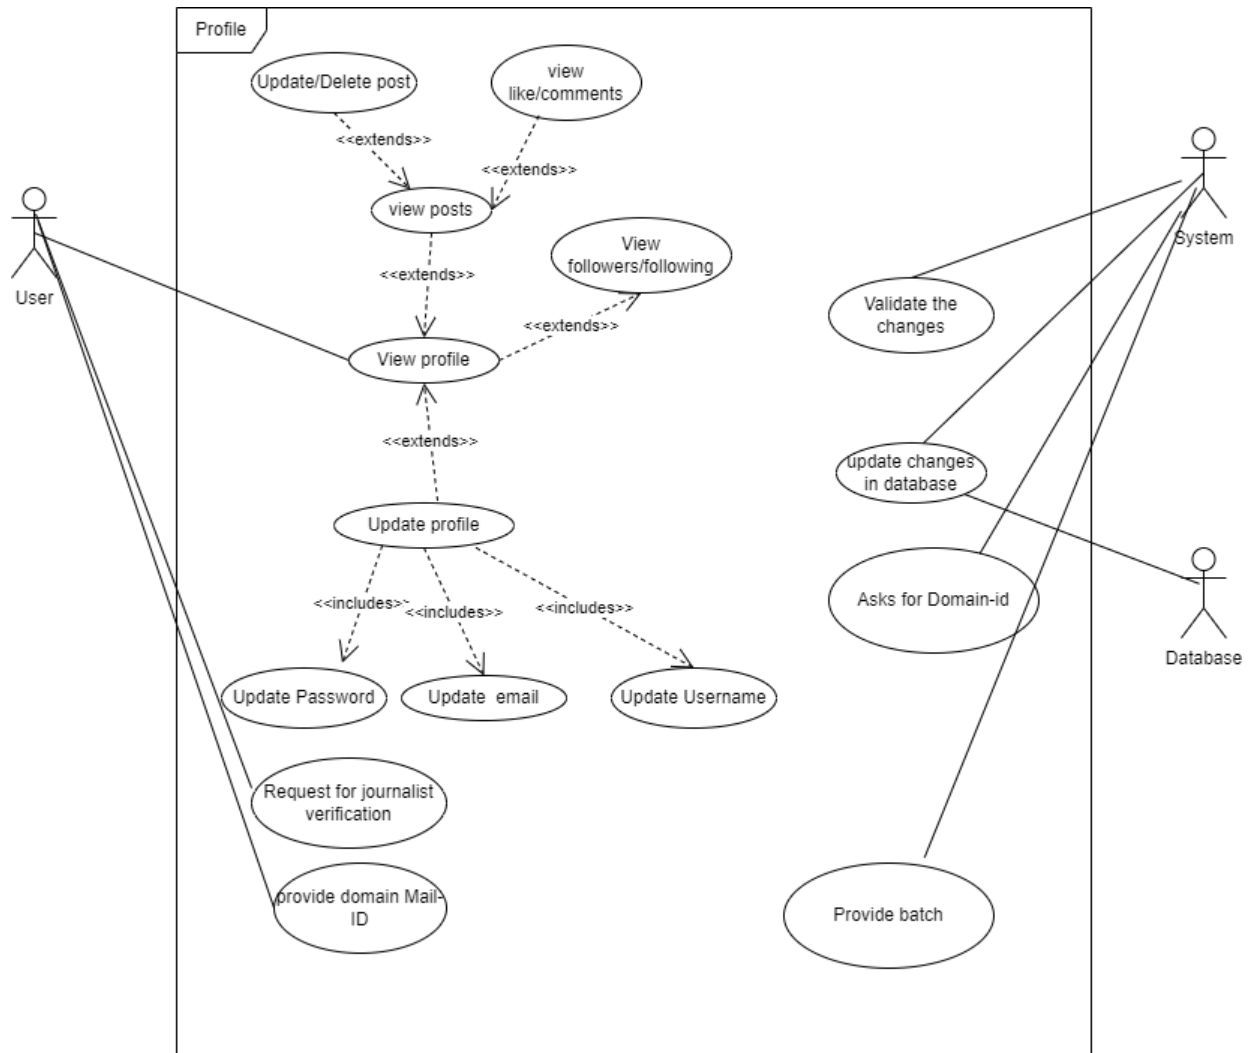 Profile
Update/Delete post
view
like/comments
<<extends>>
<<extends>>
view posts
View
followers/following
System
<<extends>>
User
Validate the
changes
<<extends>>
View profile
<<extends>>
update changes
in database
Update profile
Asks for Domain-id
<<includes>
<<includes>>
<<includes>>
Database
Update Password
Update  email
Update Username
Request for journalist
verification
provide domain Mail-
ID
Provide batch